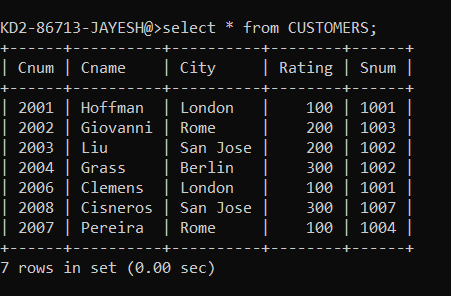 KD2-86713-JAYESH@>select * from CUSTOMERS;
+------+----------+----------+--------+------+
| Cnum | Cname    | City     | Rating | Snum |
+------+----------+----------+--------+------+
| 2001 | Hoffman  | London   |    100 | 1001 |
| 2002 | Giovanni | Rome     |    200 | 1003 |
| 2003 | Liu      | San Jose |    200 | 1002 |
| 2004 | Grass    | Berlin   |    300 | 1002 |
| 2006 | Clemens  | London   |    100 | 1001 |
| 2008 | Cisneros | San Jose |    300 | 1007 |
| 2007 | Pereira  | Rome     |    100 | 1004 |
+------+----------+----------+--------+------+
7 rows in set (0.00 sec)